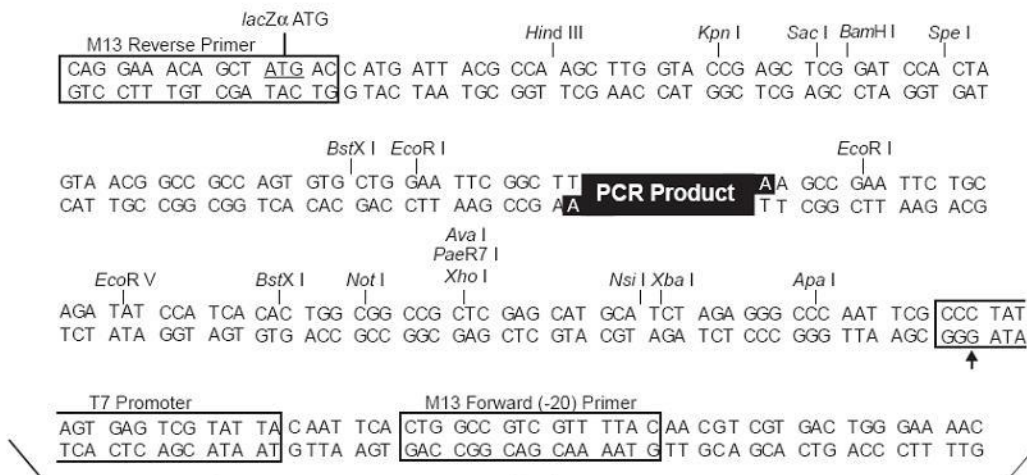 lacZα ATG
M13 Reverse Primer
Hind III Kpn I Sac I BamH I Spe I
CAG GAA ACA GCT ATG AC C ATG ATT ACG CCA AGC TTG GTA CCG AGC TCG GAT CCA CTA
GTC CTT TGT CGA TAC TG G TAC TAA TGC GGT TCG AAC CAT GGC TCG AGC CTA GGT GAT
BstX I EcoR I EcoR I
GTA ACG GCC GCC AGT GTG CTG GAA TTC GGC TT PCR Product A A GCC GAA TTC TGC
CAT TGC CGG CGG TCA CAC GAC CTT AAG CCG A A T T CGG CTT AAG ACG
Ava I
PaeR7 I
EcoR V BstX I Not I Xho I Nsi I Xba I Apa I
AGA TAT CCA TCA CAC TGG CGG CCG CTC GAG CAT GCA TCT AGA GGG CCC AAT TCG CCC TAT
TCT ATA GGT AGT GTG ACC GCC GGC GAG CTC GTA CGT AGA TCT CCC GGG TTA AGC GGG ATA
T7 Promoter M13 Forward (-20) Primer
AGT GAG TCG TAT TA C AAT TCA CTG GCC GTC GTT TTA C AA CGT CGT GAC TGG GAA AAC
TCA CTC AGC ATA AT G TTA AGT GAC CGG CAG CAA AAT G TT GCA GCA CTG ACC CTT TTG